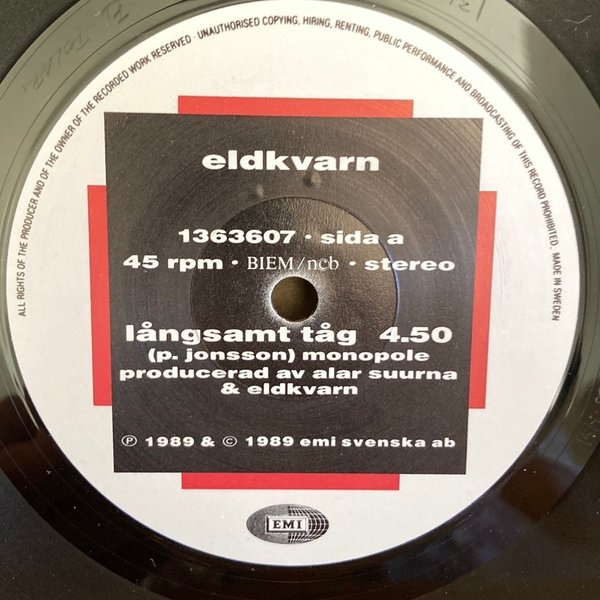 ALL RIGHTS OF THE PRODUCER AND OF THE OWNER OF THE RECORDED WORK RESERVED · UNAUTHORISED COPYING, HIRING, RENTING, PUBLIC PERFORMANCE AND BROADCASTING OF THIS RECORD PROHIBITED. MADE IN SWEDEN
eldkvarn
1363607 · sida a
45 rpm · BIEM/ncb · stereo
långsamt tåg 4.50
(p. jonsson) monopole
producerad av alar suurna
& eldkvarn
℗ 1989 & © 1989 emi svenska ab
EMI